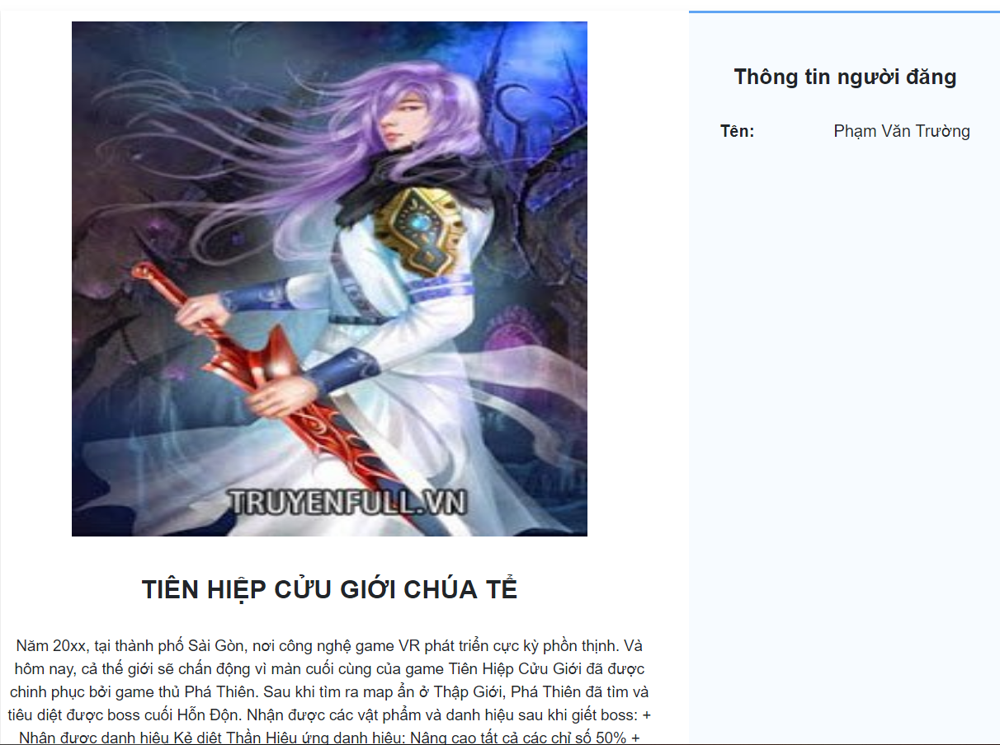 TRUYENFULL.VN
TIÊN HIỆP CỬU GIỚI CHÚA TỂ
Năm 20xx, tại thành phố Sài Gòn, nơi công nghệ game VR phát triển cực kỳ phồn thịnh. Và
hôm nay, cả thế giới sẽ chấn động vì màn cuối cùng của game Tiên Hiệp Cửu Giới đã được
chinh phục bởi game thủ Phá Thiên. Sau khi tìm ra map ẩn ở Thập Giới, Phá Thiên đã tìm và
tiêu diệt được boss cuối Hỗn Độn. Nhận được các vật phẩm và danh hiệu sau khi giết boss: +
Nhận được danh hiệu Kẻ diệt Thần Hiệu ứng danh hiệu: Nâng cao tất cả các chỉ số 50% +
Thông tin người đăng
Tên: Phạm Văn Trường